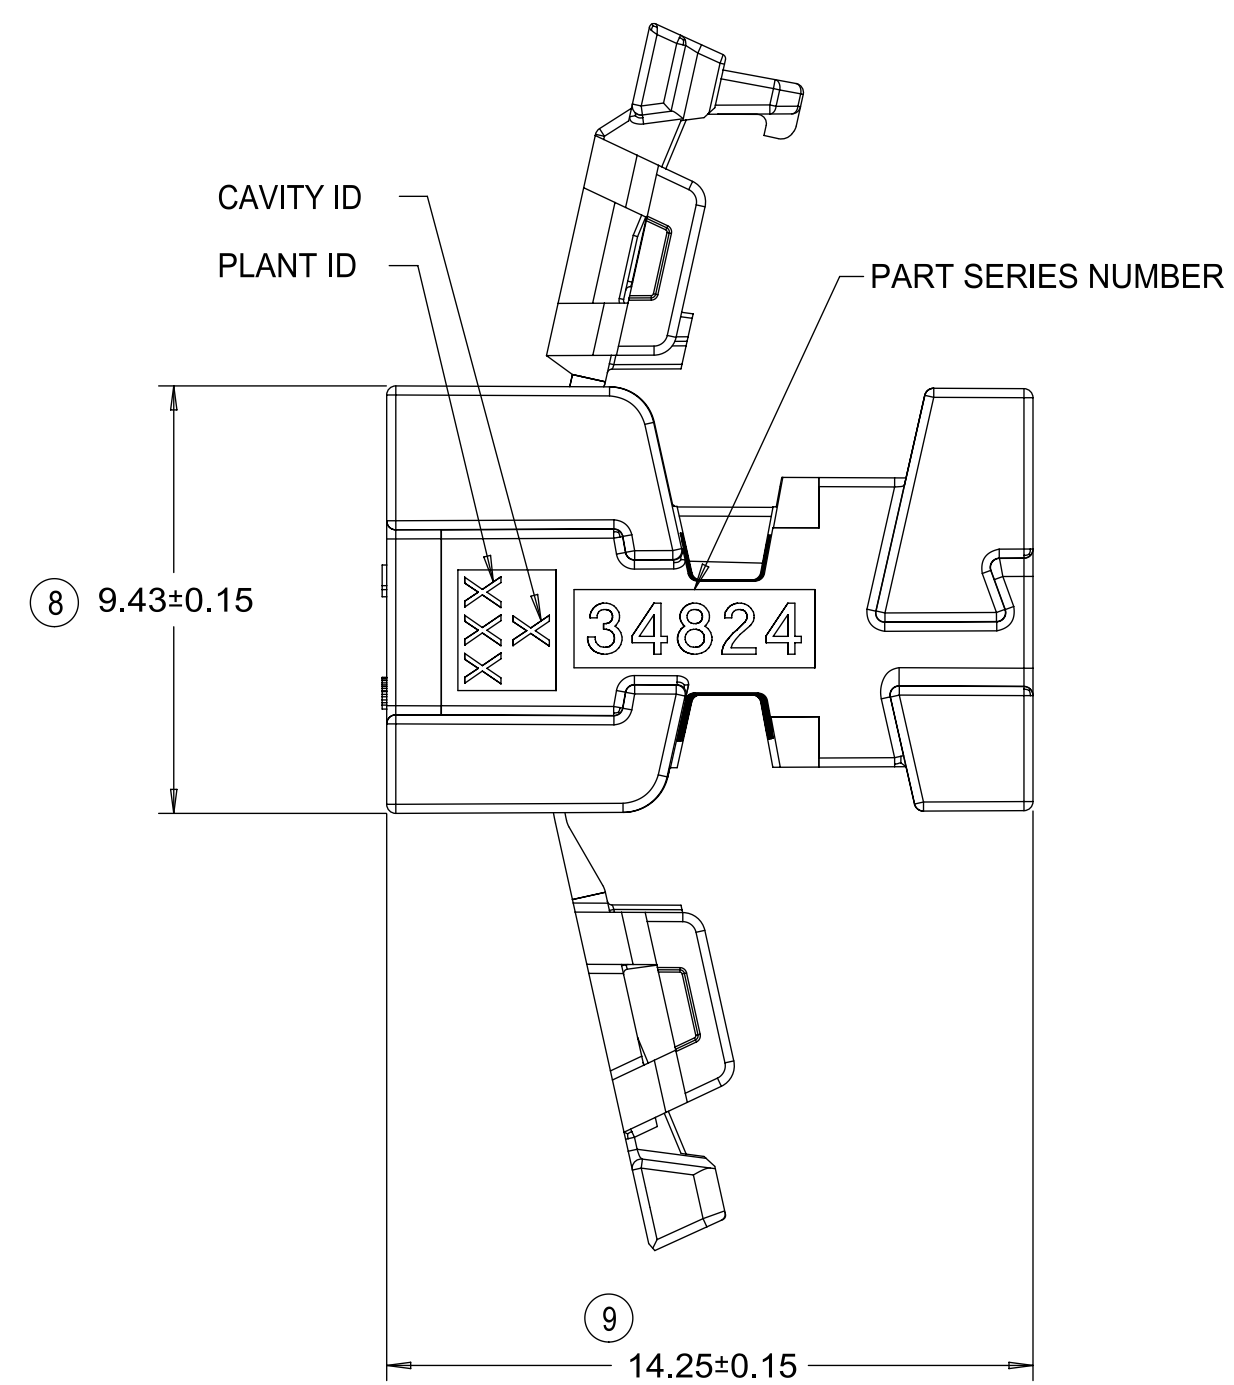 CAVITY ID
PLANT ID
PART SERIES NUMBER
8 9.43±0.15
XXX
X
34824
9
14.25±0.15